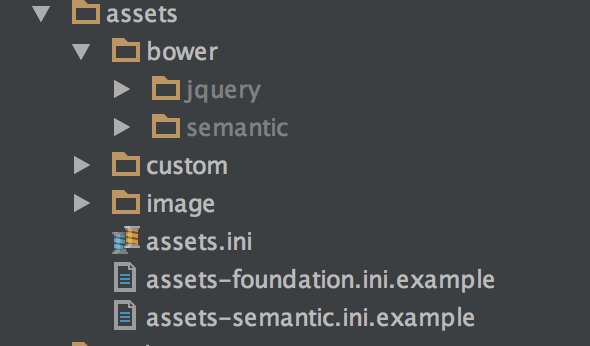 assets
bower
jquery
semantic
custom
image
assets.ini
assets-foundation.ini.example
assets-semantic.ini.example